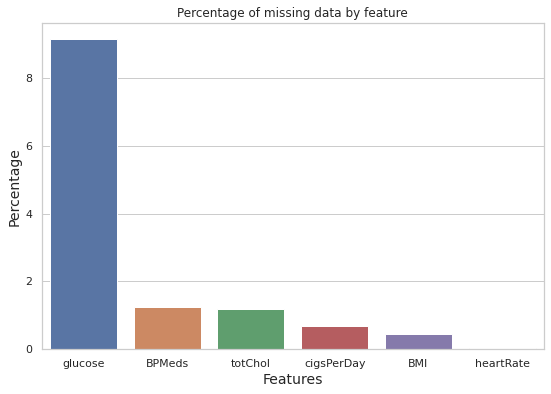 Percentage of missing data by feature
Percentage
8
6
4
2
0
glucose BPMeds totChol cigsPerDay BMI heartRate
Features